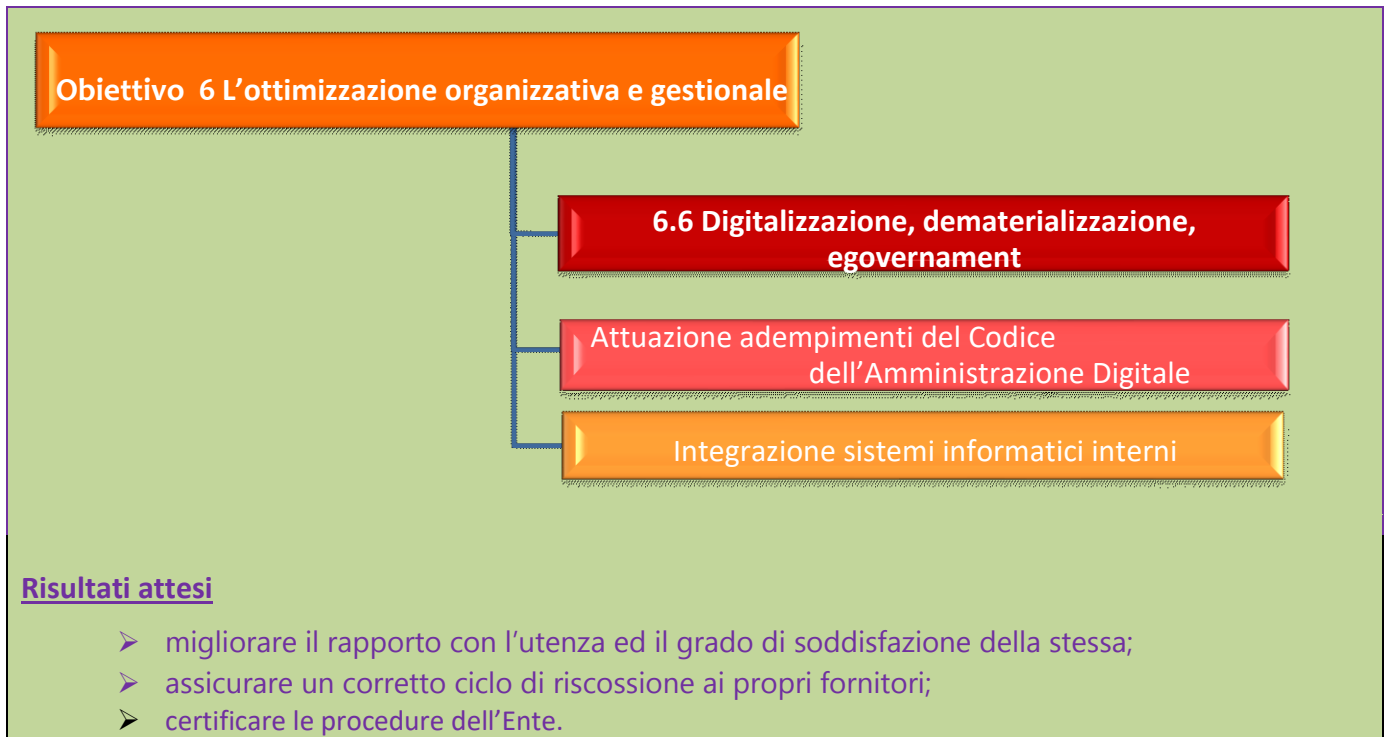 Obiettivo 6 L'ottimizzazione organizzativa e gestionale
6.6 Digitalizzazione, dematerializzazione,
egovernament
Attuazione adempimenti del Codice
dell'Amministrazione Digitale
Integrazione sistemi informatici interni
Risultati attesi
➢ migliorare il rapporto con l'utenza ed il grado di soddisfazione della stessa;
➢ assicurare un corretto ciclo di riscossione ai propri fornitori;
➢ certificare le procedure dell'Ente.